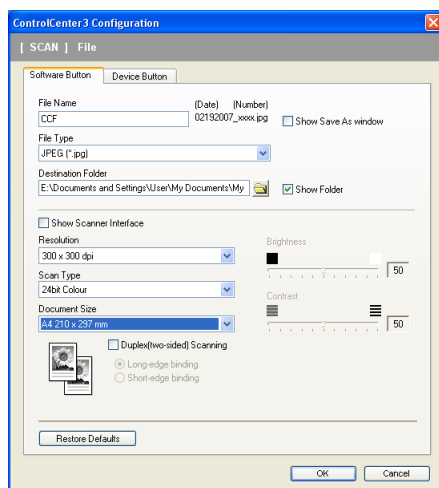 ControlCenter3 Configuration
[ SCAN ] File
Software Button Device Button
File Name (Date) (Number)
CCF 02192007_xxxx.jpg Show Save As window
File Type
JPEG (*.jpg)
Destination Folder
E:\Documents and Settings\User\My Documents\My Show Folder
Show Scanner Interface
Resolution Brightness
300 x 300 dpi 50
Scan Type
24bit Colour Contrast
Document Size
A4 210 x 297 mm 50
Duplex(two-sided) Scanning
Long-edge binding
Short-edge binding
Restore Defaults
OK Cancel